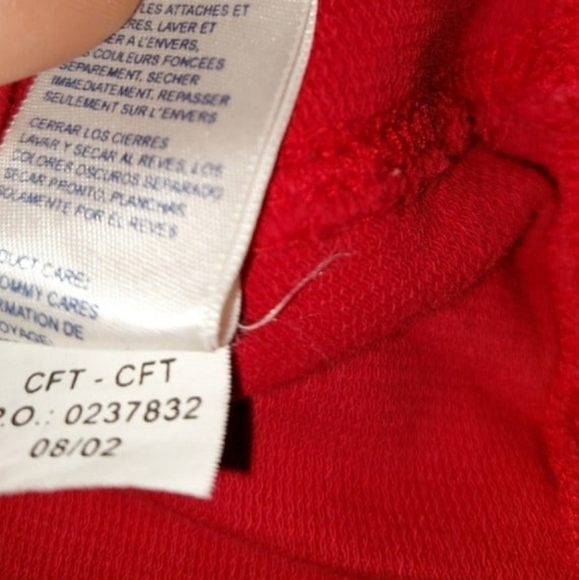 LES ATTACHES ET
RES. LAVER ET
ER A L'ENVERS,
COULEURS FONCEES
SEPAREMENT. SECHER
IMMEDIATEMENT. REPASSER
SEULEMENT SUR L'ENVERS
CERRAR LOS CIERRES
LAVAR Y SECAR AL REVES. LOS
COLORES OSCUROS SEPARADO
SECAR PRONTO. PLANCHAR
SOLAMENTE POR EL REVES
DUCT CARE:
OMMY CARES
RMATION DE
OYAGE:
CFT - CFT
P.O.: 0237832
08/02